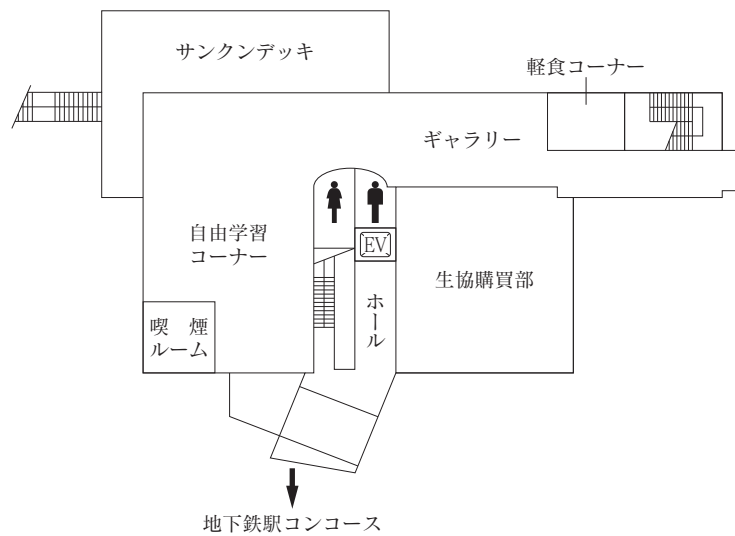 サンクンデッキ
軽食コーナー
ギャラリー
自由学習
コーナー
EV
生協購買部
ホール
喫　煙
ルーム
地下鉄駅コンコース